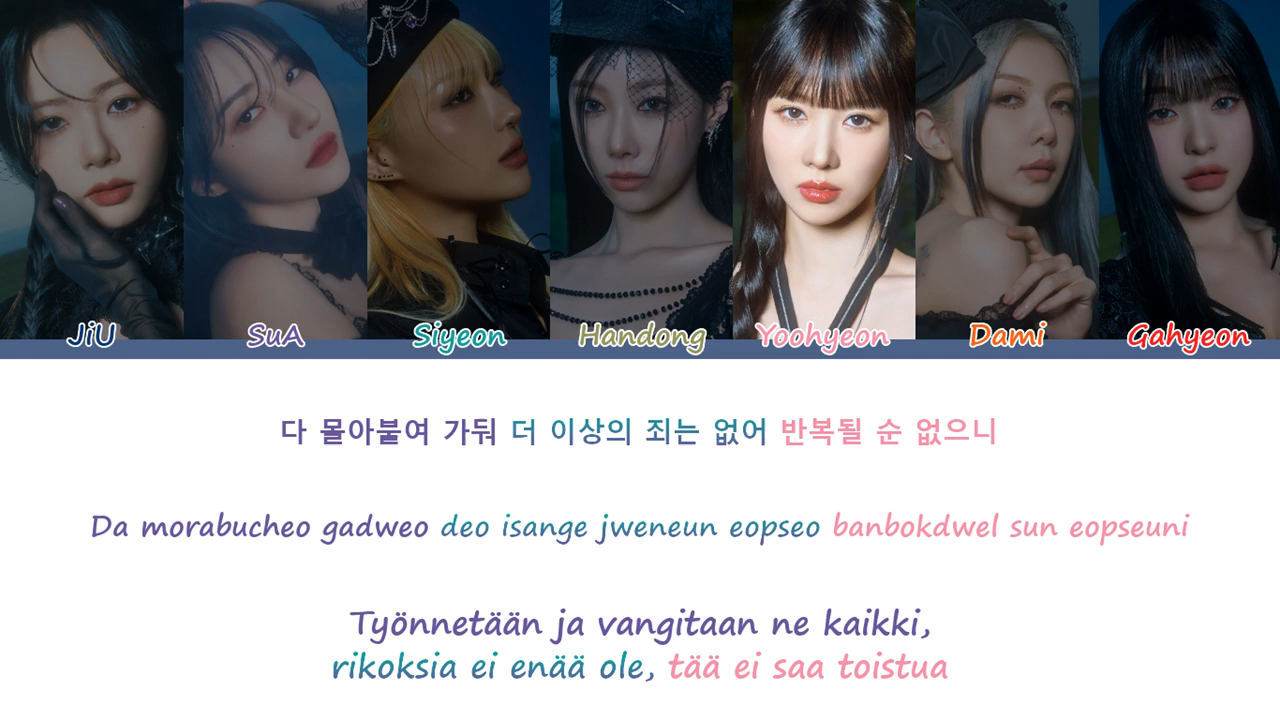 JiU SuA Siyeon Handong Yoohyeon Dami Gahyeon
다 몰아붙여 가둬 더 이상의 죄는 없어 반복될 순 없으니
Da morabucheo gadweo deo isange jweneun eopseo banbokdwel sun eopseuni
Työnnetään ja vangitaan ne kaikki,
rikoksia ei enää ole, tää ei saa toistua